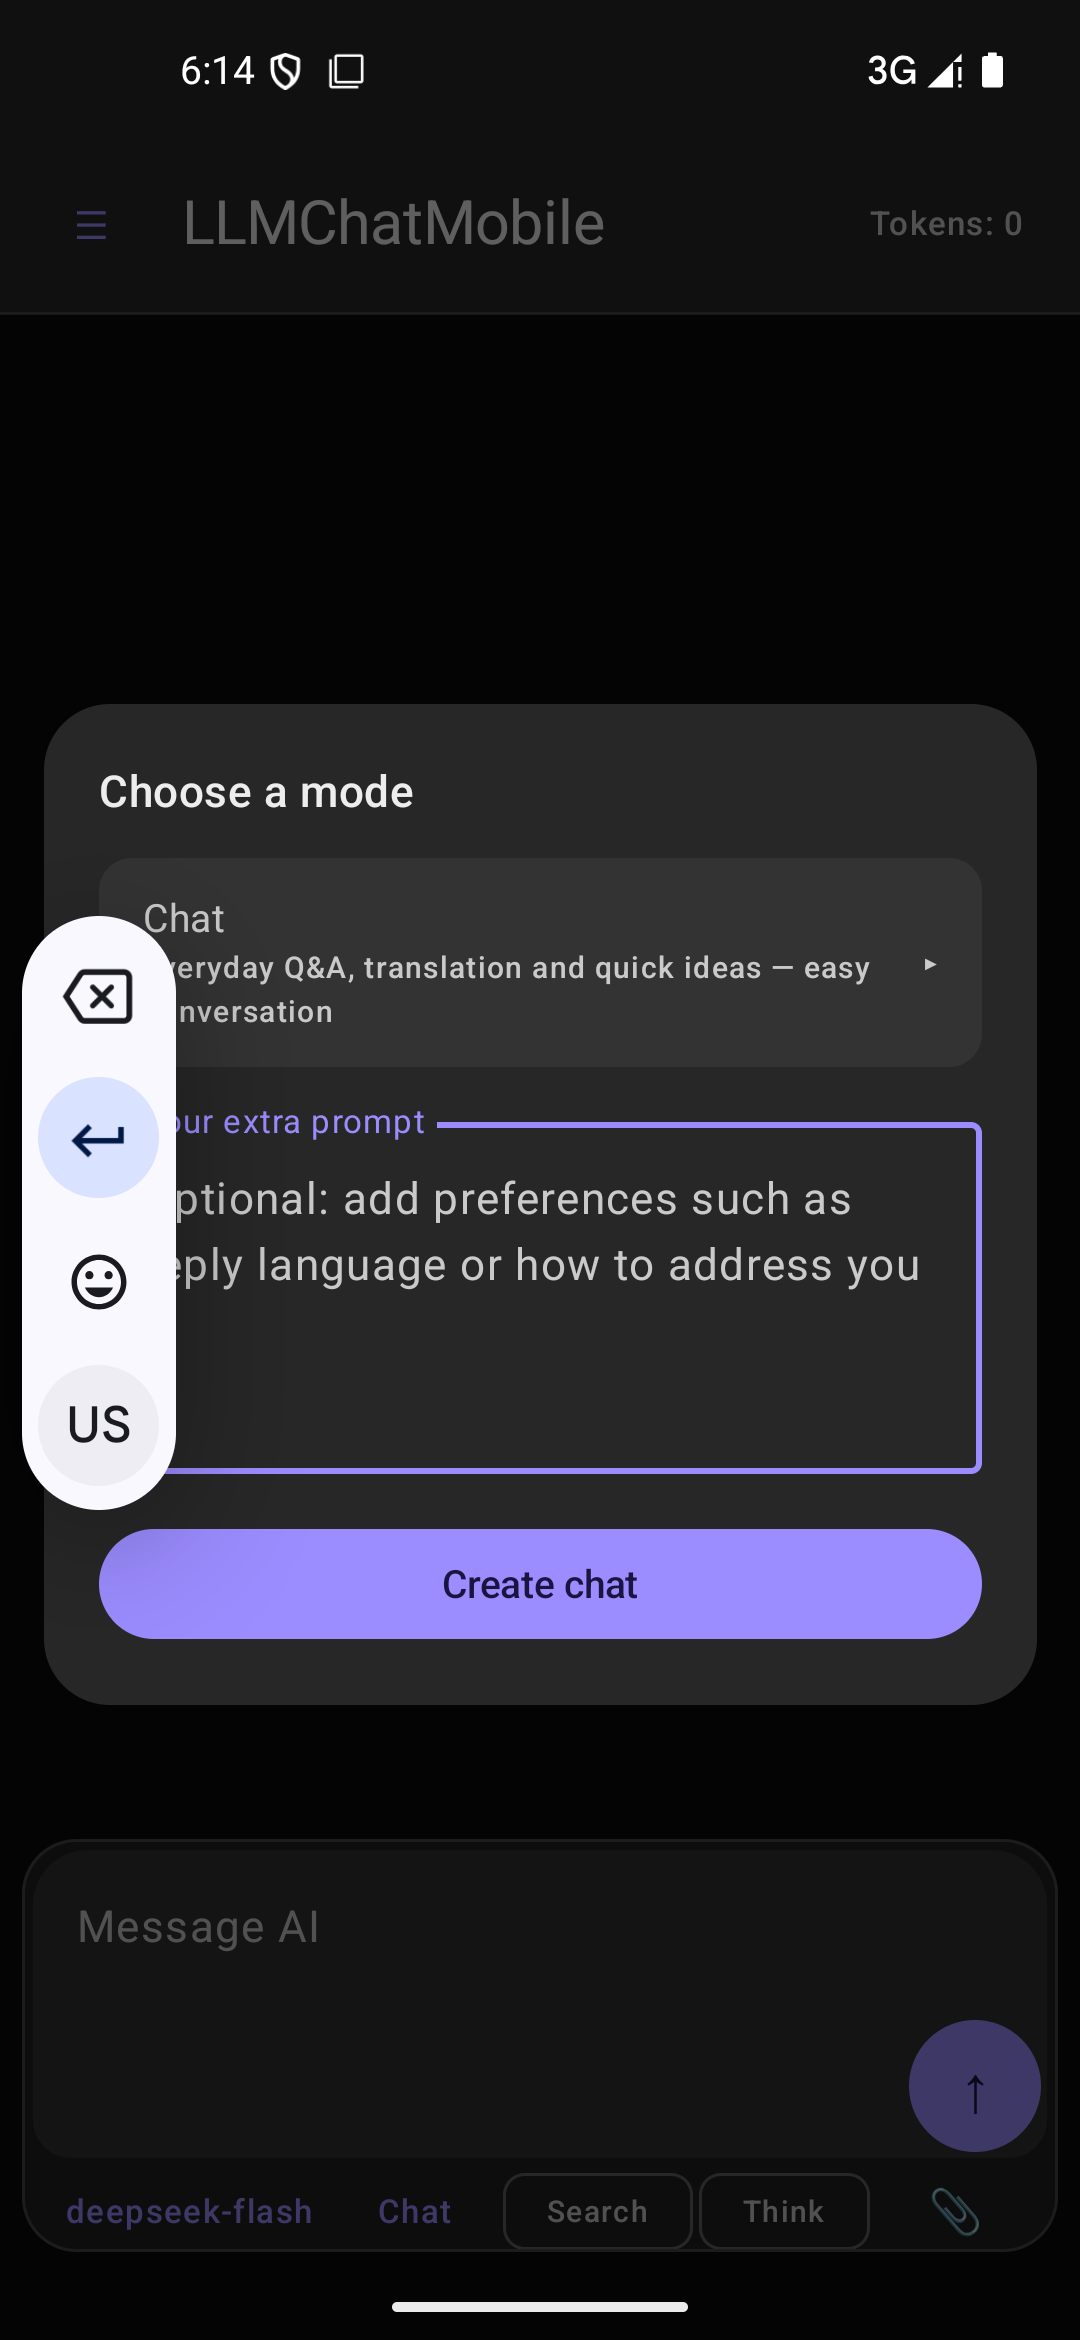 6:14
3G
LLMChatMobile
Tokens: 0
Choose a mode
Chat
veryday Q&A, translation and quick ideas — easy
nversation
our extra prompt
ptional: add preferences such as
eply language or how to address you
US
Create chat
Message AI
↑
deepseek-flash Chat Search Think